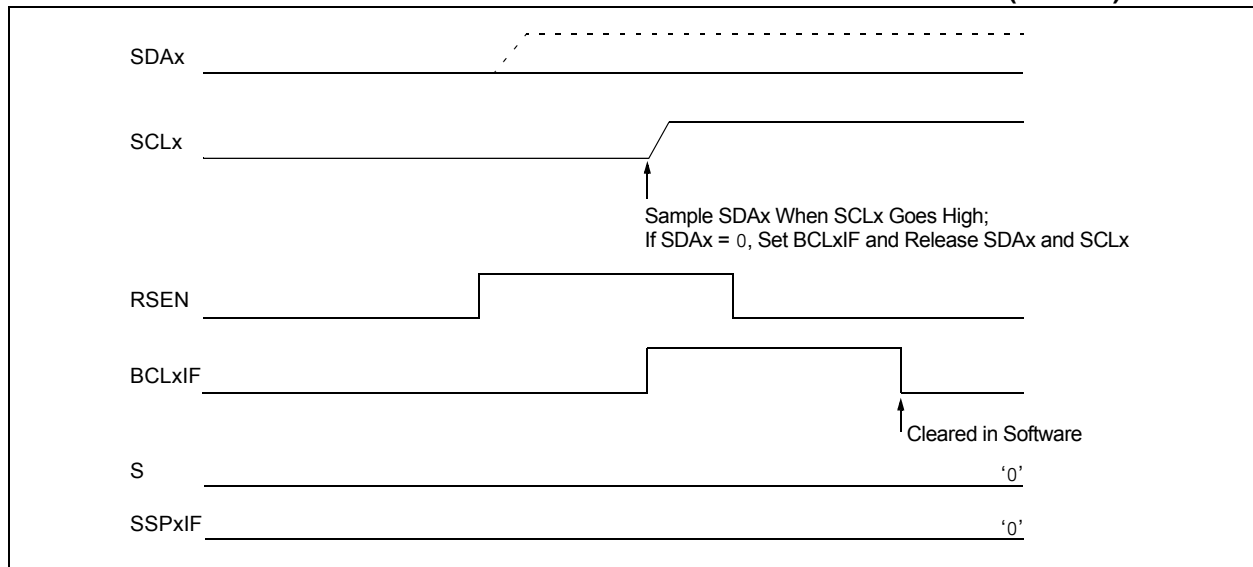 SDAx
SCLx
Sample SDAx When SCLx Goes High;
If SDAx = 0, Set BCLxIF and Release SDAx and SCLx
RSEN
BCLxIF
Cleared in Software
S
‘0’
SSPxIF
‘0’